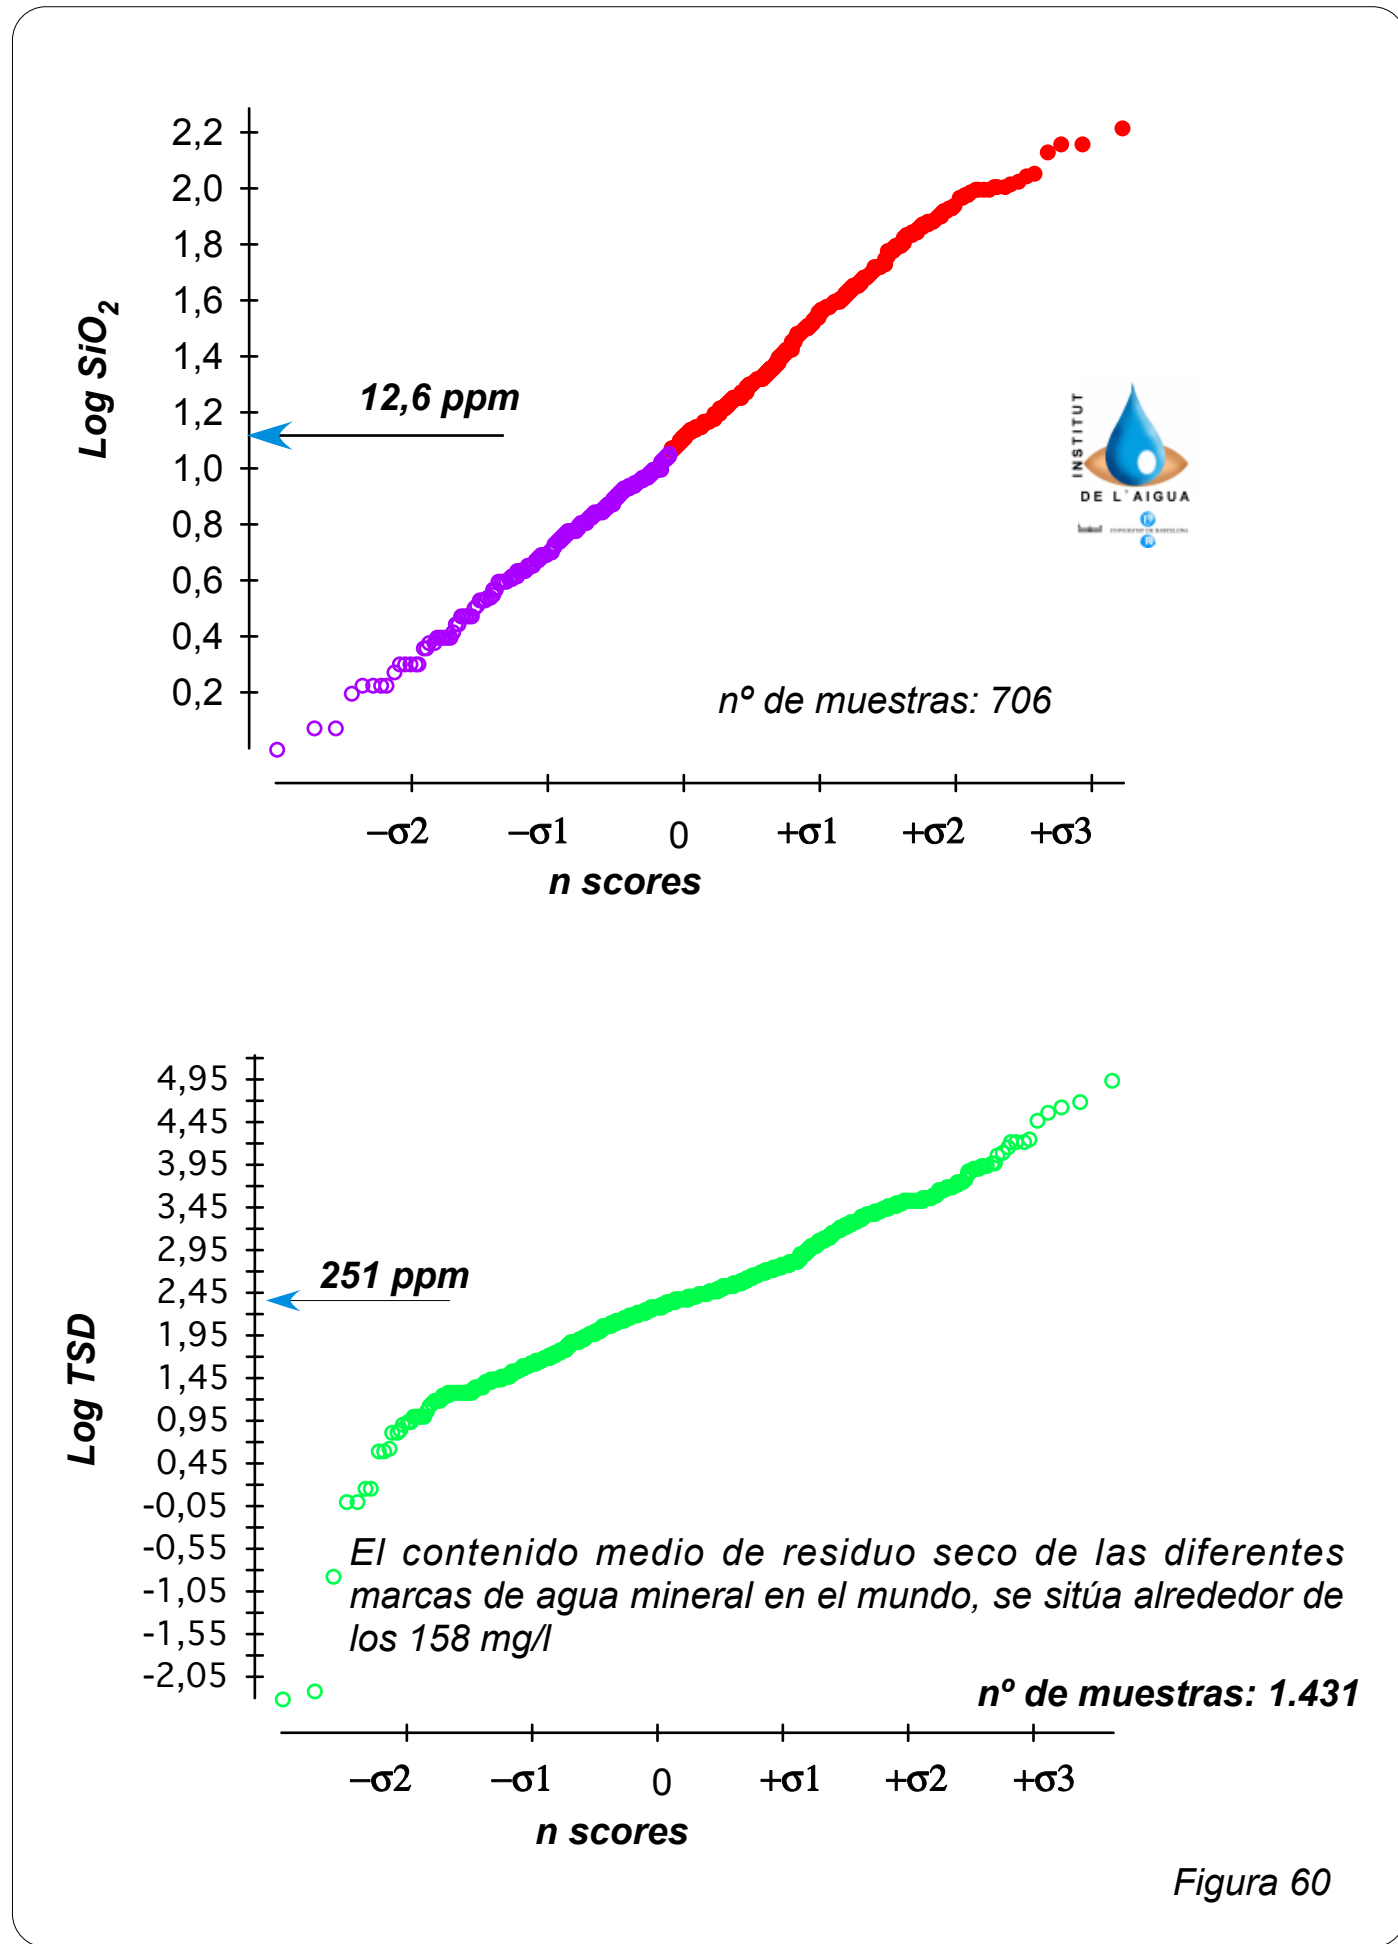 2,2
2,0
1,8
1,6
1,4
1,2
1,0
0,8
0,6
0,4
0,2
Log SiO2
12,6 ppm
INSTITUT
DE L'AIGUA
UNIVERSITAT DE BARCELONA
nº de muestras: 706
−σ2 −σ1 0 +σ1 +σ2 +σ3
n scores
4,95
4,45
3,95
3,45
2,95
2,45
1,95
1,45
0,95
0,45
-0,05
-0,55
-1,05
-1,55
-2,05
Log TSD
251 ppm
El contenido medio de residuo seco de las diferentes
marcas de agua mineral en el mundo, se sitúa alrededor de
los 158 mg/l
nº de muestras: 1.431
−σ2 −σ1 0 +σ1 +σ2 +σ3
n scores
Figura 60